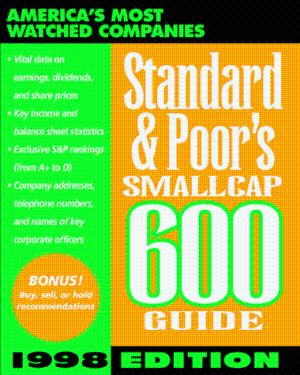 AMERICA'S MOST
WATCHED COMPANIES
• Vital data on
earnings, dividends,
and share prices
• Key income and
balance sheet statistics
• Exclusive S&P rankings
(from A+ to D)
• Company addresses,
telephone numbers,
and names of key
corporate officers
BONUS!
Buy, sell, or hold
recommendations
Standard
& Poor's
SMALLCAP
600
GUIDE
1998 EDITION